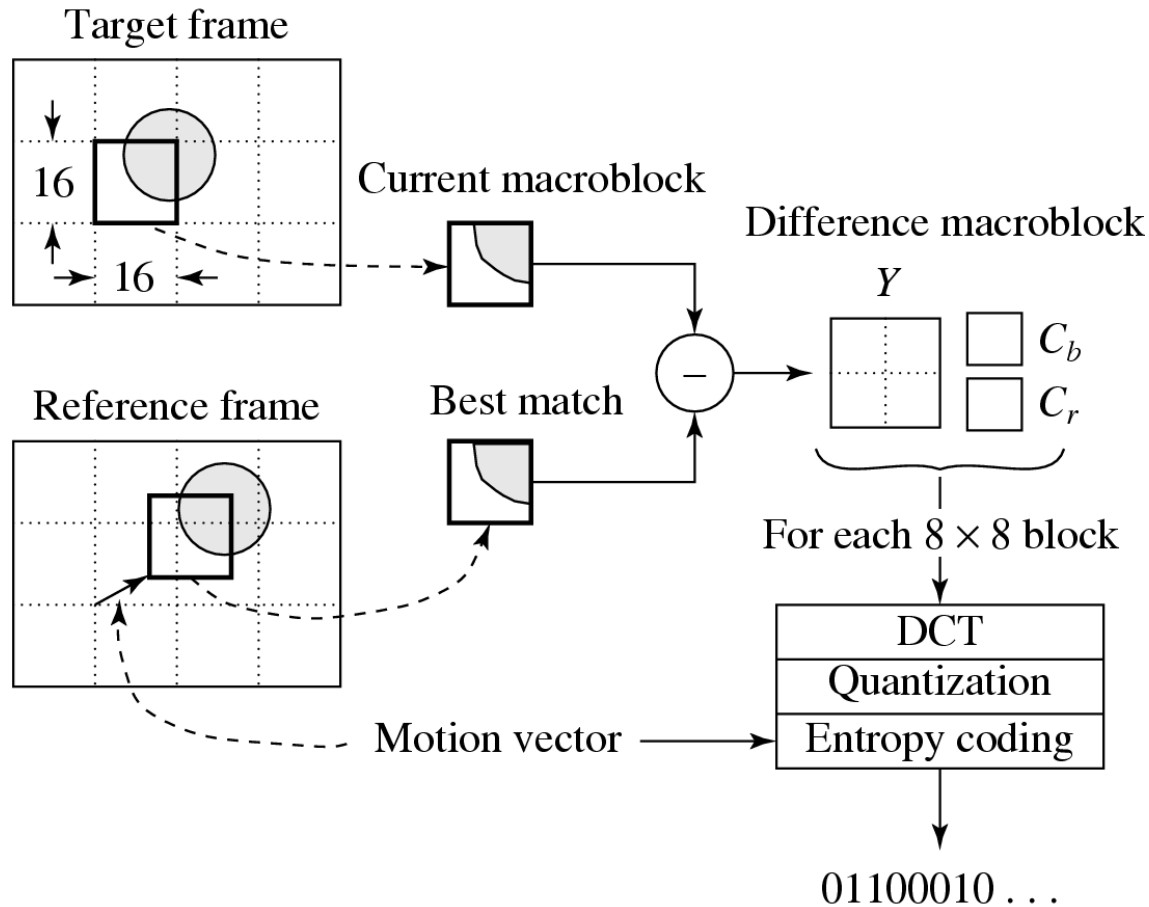 Target frame
16
16
Current macroblock
Difference macroblock
Y
C_b
C_r
−
Reference frame
Best match
For each 8 × 8 block
DCT
Quantization
Motion vector
Entropy coding
01100010 . . .